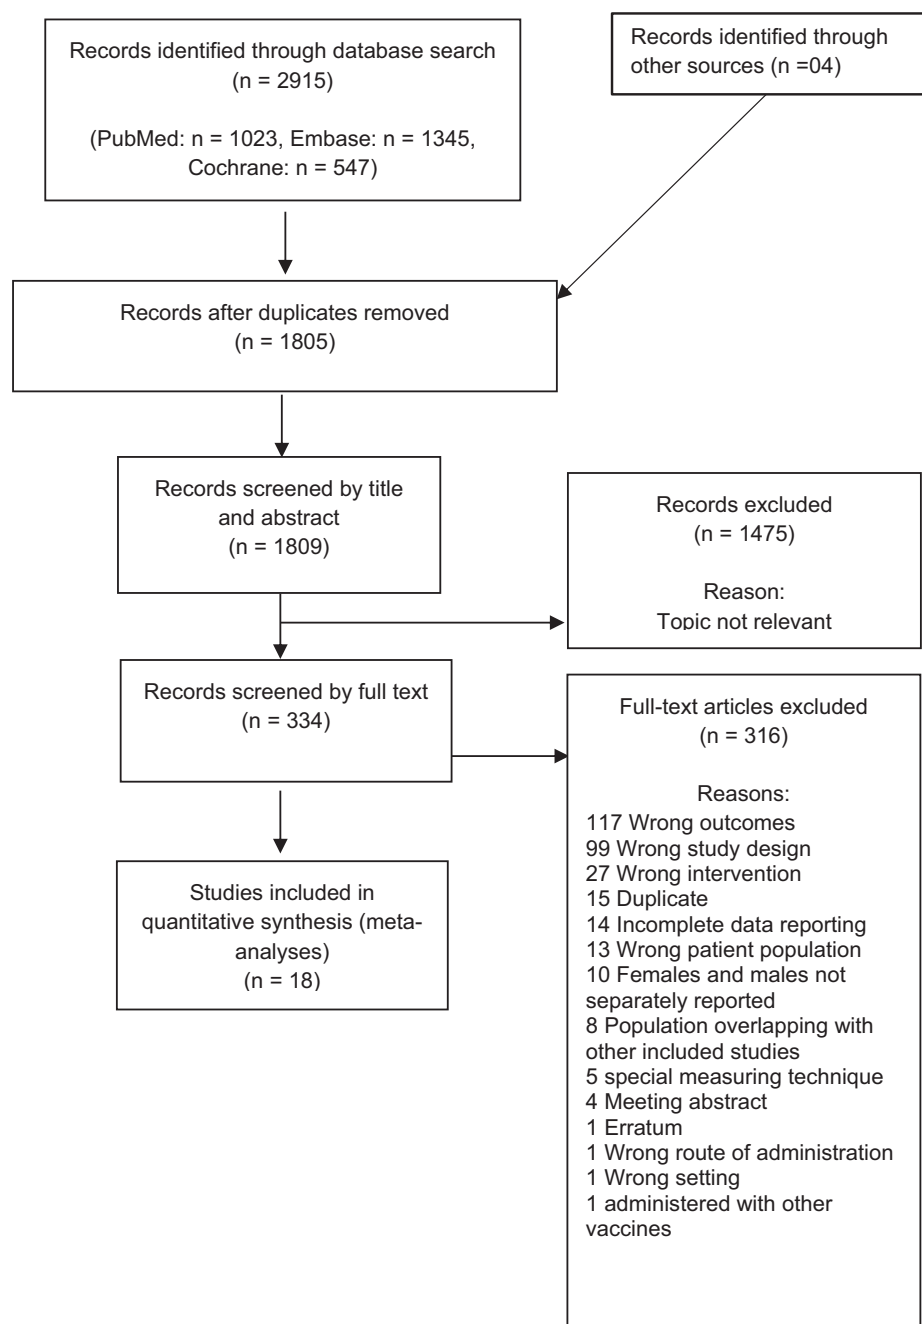 Records identified through database search
(n = 2915)
(PubMed: n = 1023, Embase: n = 1345,
Cochrane: n = 547)
Records identified through
other sources (n =04)
Records after duplicates removed
(n = 1805)
Records screened by title
and abstract
(n = 1809)
Records excluded
(n = 1475)
Reason:
Topic not relevant
Records screened by full text
(n = 334)
Full-text articles excluded
(n = 316)
Reasons:
117 Wrong outcomes
99 Wrong study design
27 Wrong intervention
15 Duplicate
14 Incomplete data reporting
13 Wrong patient population
10 Females and males not
separately reported
8 Population overlapping with
other included studies
5 special measuring technique
4 Meeting abstract
1 Erratum
1 Wrong route of administration
1 Wrong setting
1 administered with other
vaccines
Studies included in
quantitative synthesis (meta-
analyses)
(n = 18)